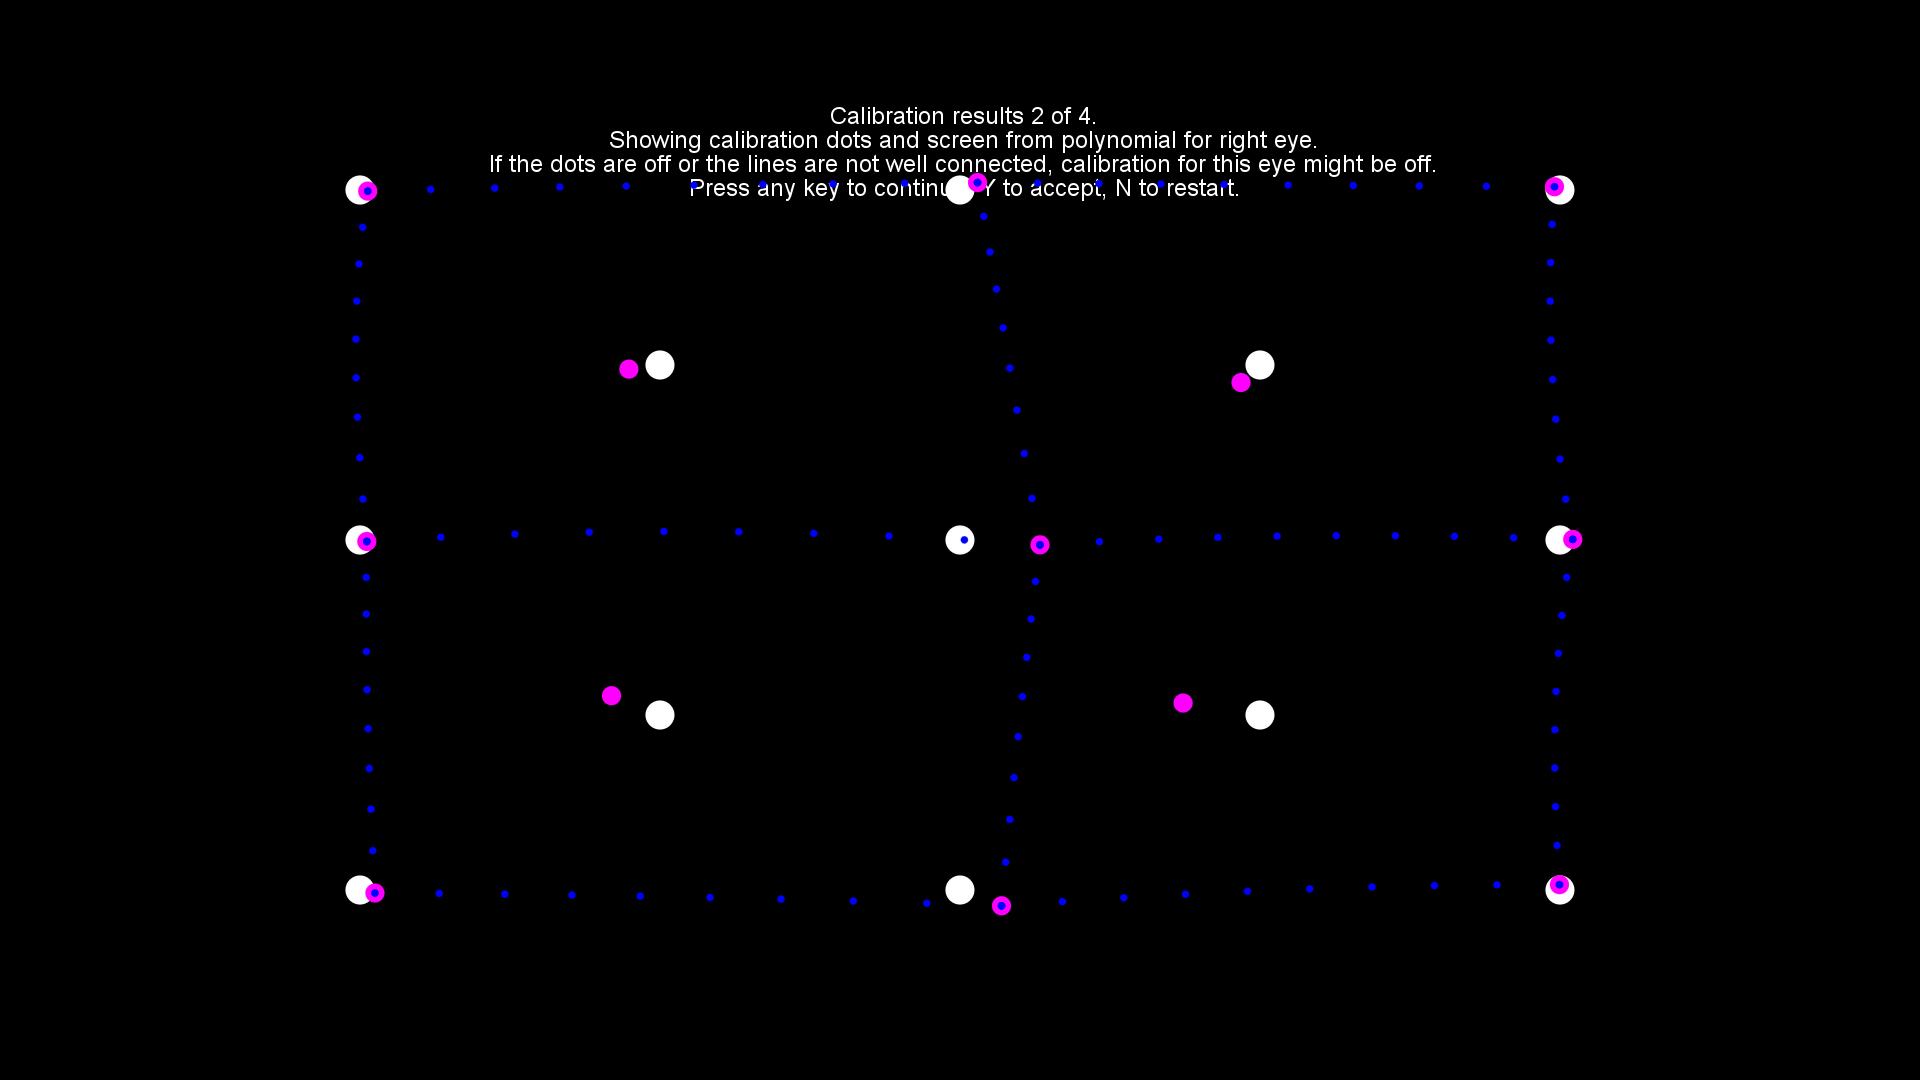 Calibration results 2 of 4.
Showing calibration dots and screen from polynomial for right eye.
If the dots are off or the lines are not well connected, calibration for this eye might be off.
Press any key to continue, Y to accept, N to restart.